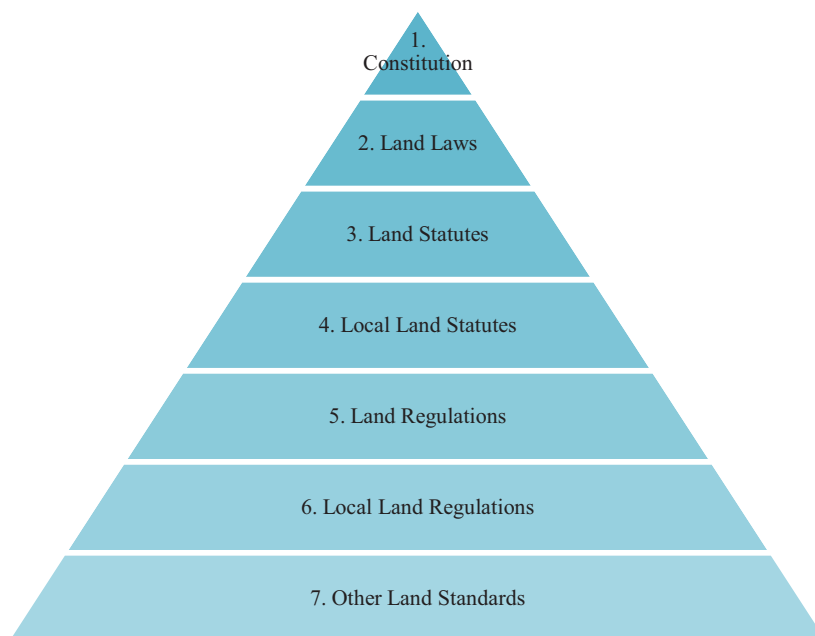 1.
Constitution
2. Land Laws
3. Land Statutes
4. Local Land Statutes
5. Land Regulations
6. Local Land Regulations
7. Other Land Standards